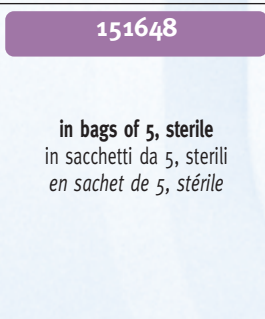 151648
in bags of 5, sterile
in sacchetti da 5, sterili
en sachet de 5, stérile